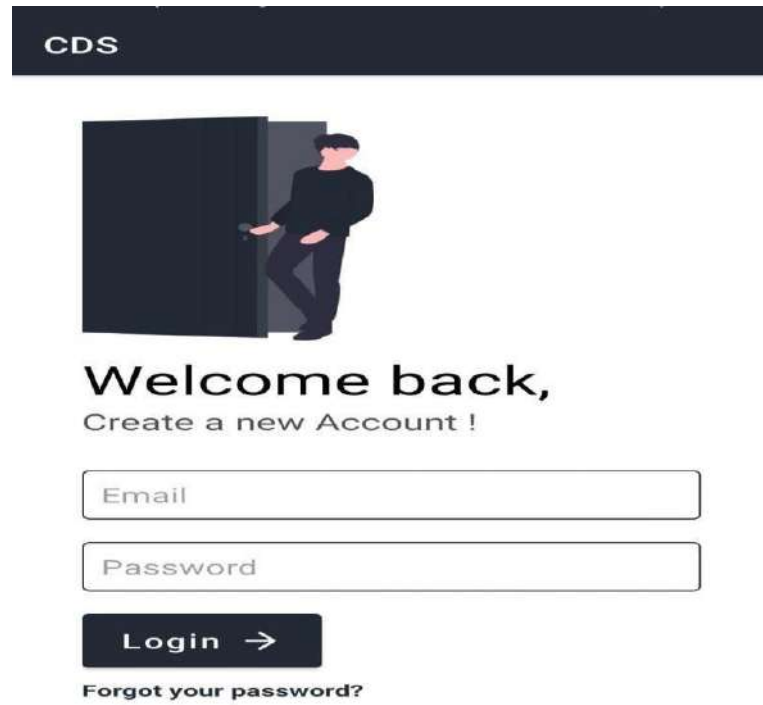 CDS
Welcome back,
Create a new Account !
Email
Password
Login →
Forgot your password?